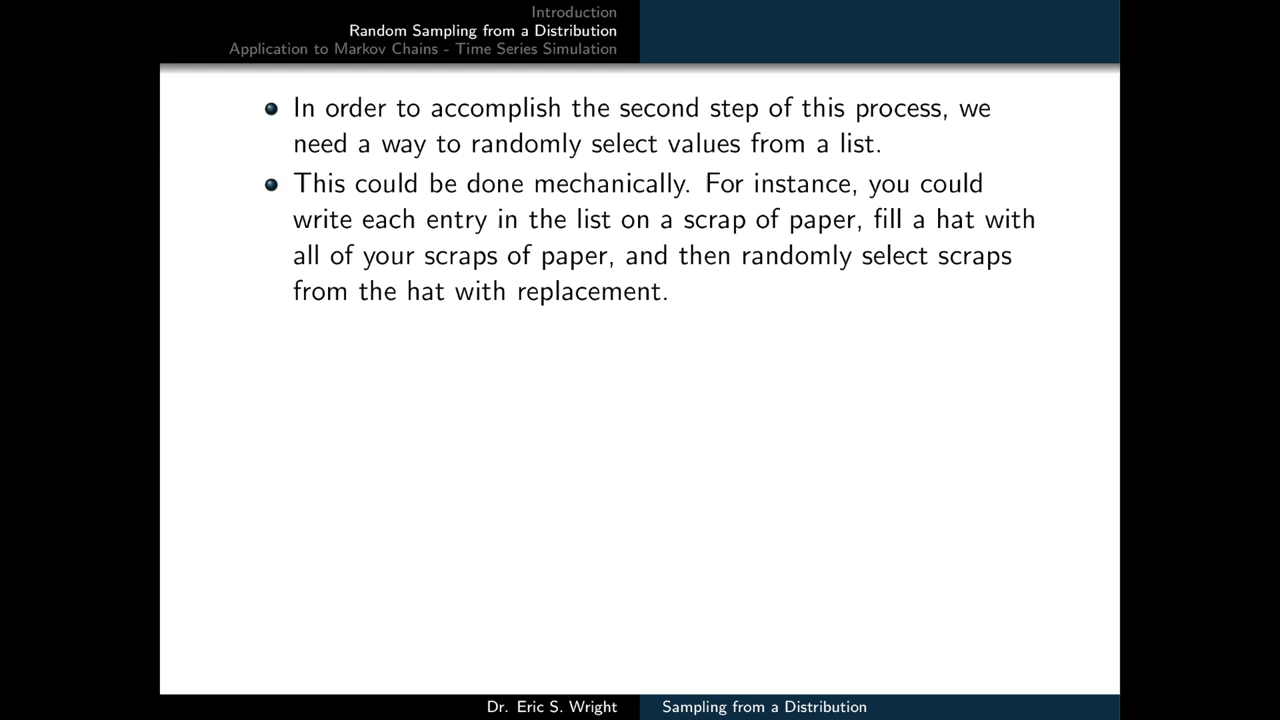 Introduction
Random Sampling from a Distribution
Application to Markov Chains - Time Series Simulation
In order to accomplish the second step of this process, we
need a way to randomly select values from a list.
This could be done mechanically. For instance, you could
write each entry in the list on a scrap of paper, fill a hat with
all of your scraps of paper, and then randomly select scraps
from the hat with replacement.
Dr. Eric S. Wright
Sampling from a Distribution